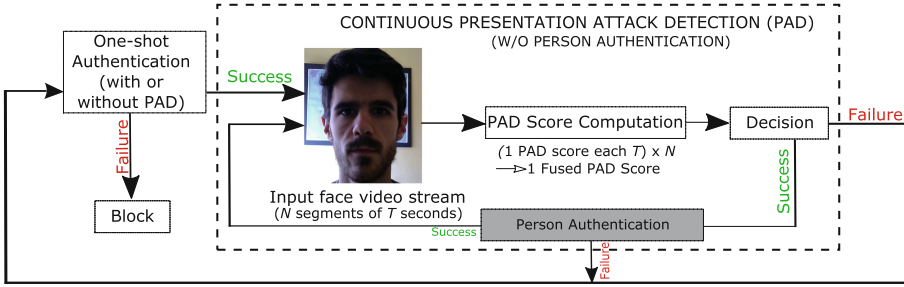 CONTINUOUS PRESENTATION ATTACK DETECTION (PAD)
(W/O PERSON AUTHENTICATION)
One-shot
Authentication
(with or
without PAD)
Success
Failure
Block
Input face video stream
(N segments of T seconds)
PAD Score Computation
(1 PAD score each T) x N
1 Fused PAD Score
Decision
Failure
Success
Person Authentication
Success
Failure